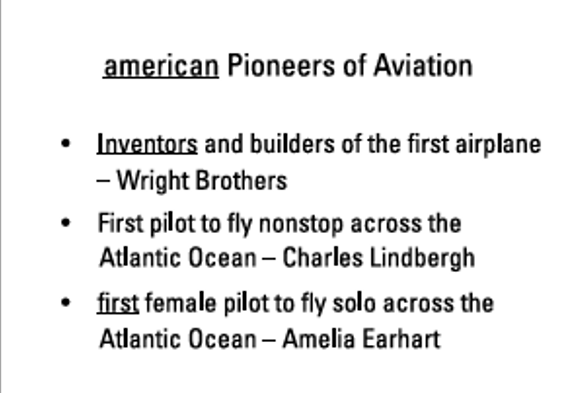 american Pioneers of Aviation
• Inventors and builders of the first airplane
– Wright Brothers
• First pilot to fly nonstop across the
Atlantic Ocean – Charles Lindbergh
• first female pilot to fly solo across the
Atlantic Ocean – Amelia Earhart